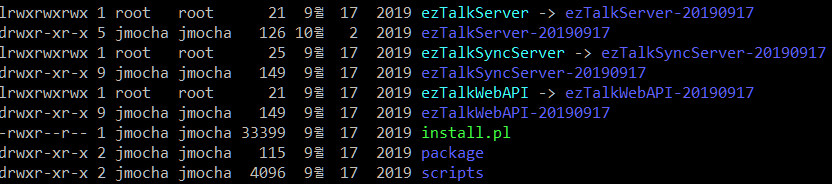 lrwxrwxrwx 1 root root 21 9월 17 2019 ezTalkServer -> ezTalkServer-20190917
drwxr-xr-x 5 jmocha jmocha 126 10월 2 2019 ezTalkServer-20190917
lrwxrwxrwx 1 root root 25 9월 17 2019 ezTalkSyncServer -> ezTalkSyncServer-20190917
drwxr-xr-x 9 jmocha jmocha 149 9월 17 2019 ezTalkSyncServer-20190917
lrwxrwxrwx 1 root root 21 9월 17 2019 ezTalkWebAPI -> ezTalkWebAPI-20190917
drwxr-xr-x 9 jmocha jmocha 149 9월 17 2019 ezTalkWebAPI-20190917
-rwxr--r-- 1 jmocha jmocha 33399 9월 17 2019 install.pl
drwxr-xr-x 2 jmocha jmocha 115 9월 17 2019 package
drwxr-xr-x 2 jmocha jmocha 4096 9월 17 2019 scripts